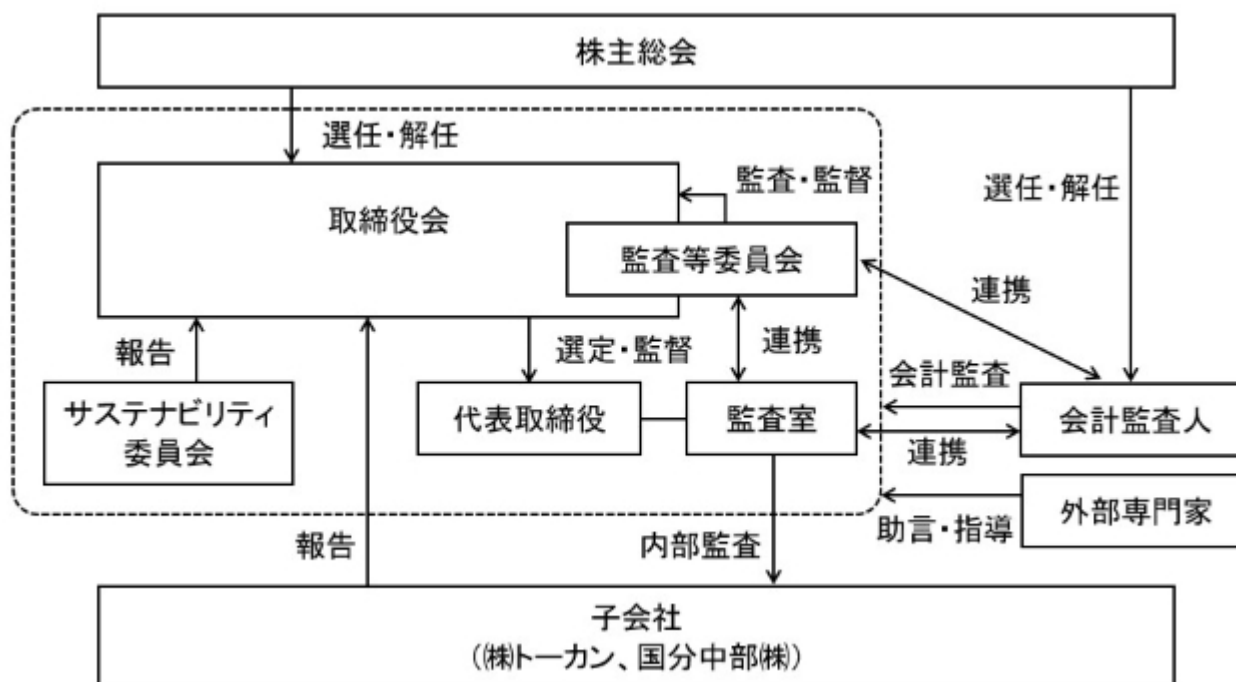 株主総会
選任・解任
選任・解任
取締役会
監査・監督
監査等委員会
連携
報告
選定・監督
連携
サステナビリティ
委員会
代表取締役
監査室
会計監査
連携
会計監査人
外部専門家
助言・指導
報告
内部監査
子会社
(㈱トーカン、国分中部㈱)